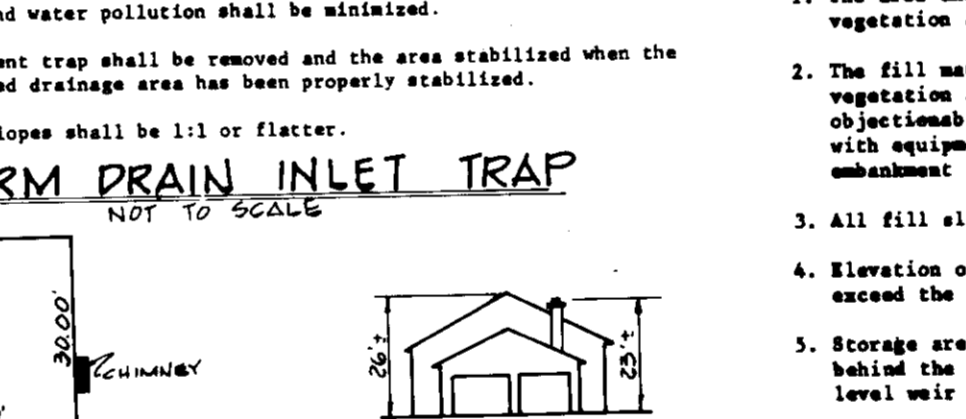 nd water pollution shall be minimized.
ent trap shall be removed and the area stabilized when the
ed drainage area has been properly stabilized.
lopes shall be 1:1 or flatter.
RM DRAIN INLET TRAP
NOT TO SCALE
30.00'
CHIMNEY
26'±
23'±
vegetation
2. The fill ma
vegetation
objectionab
with equipm
embankment
3. All fill sl
4. Elevation o
exceed the
5. Storage are
behind the
level weir